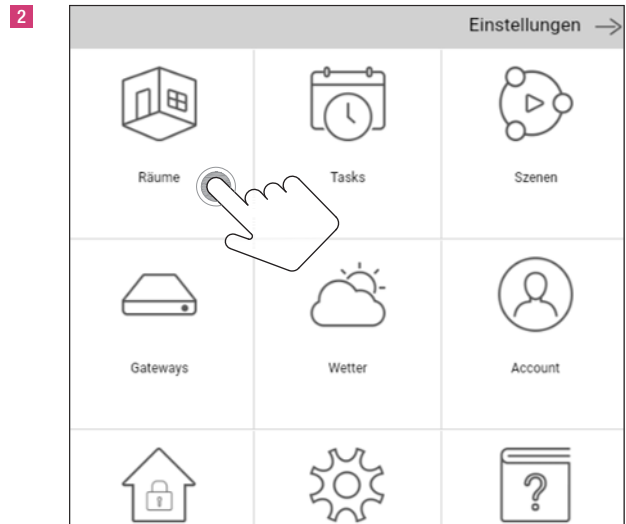 2
Einstellungen
Räume
Tasks
Szenen
Gateways
Wetter
Account
?